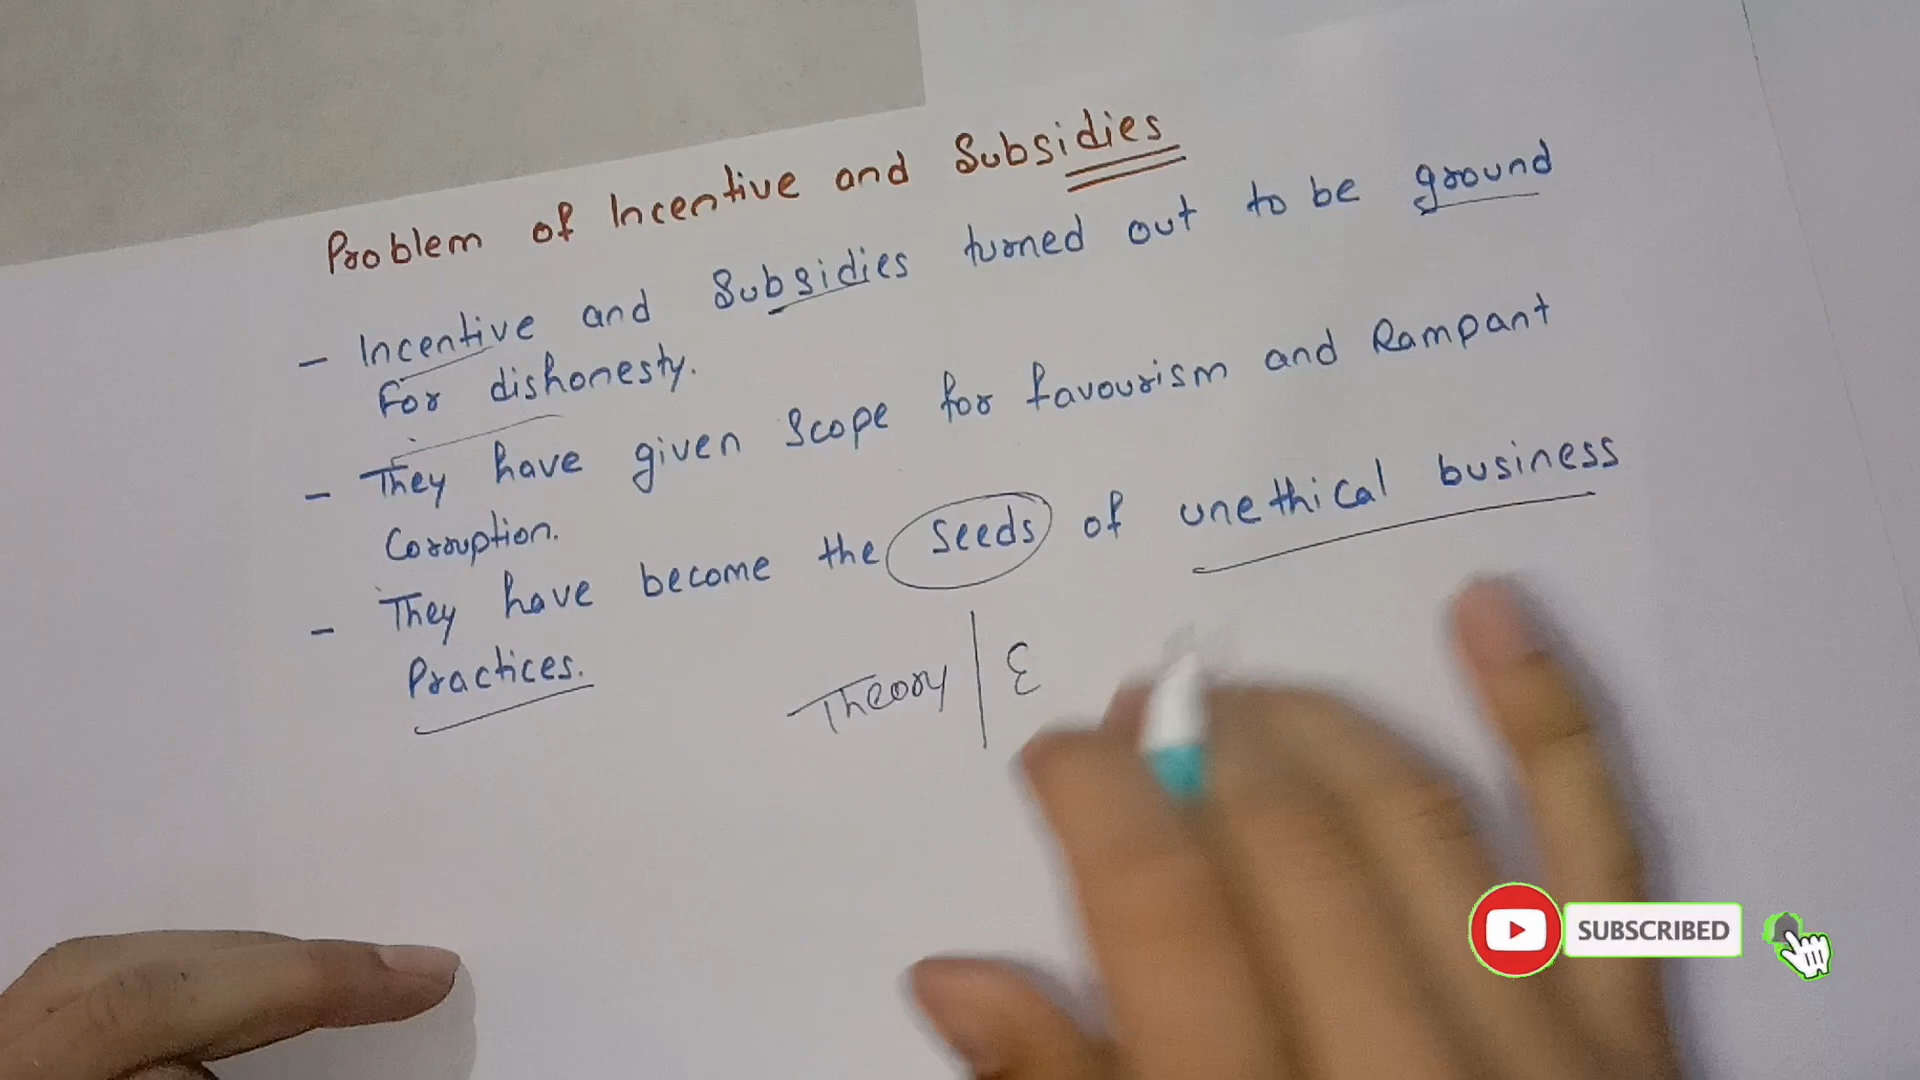 Problem of Incentive and Subsidies
- Incentive and Subsidies turned out to be ground
For dishonesty.
- They have given Scope for favourism and Rampant
Corruption.
- They have become the Seeds of unethical business
Practices.
Theory | E
SUBSCRIBED